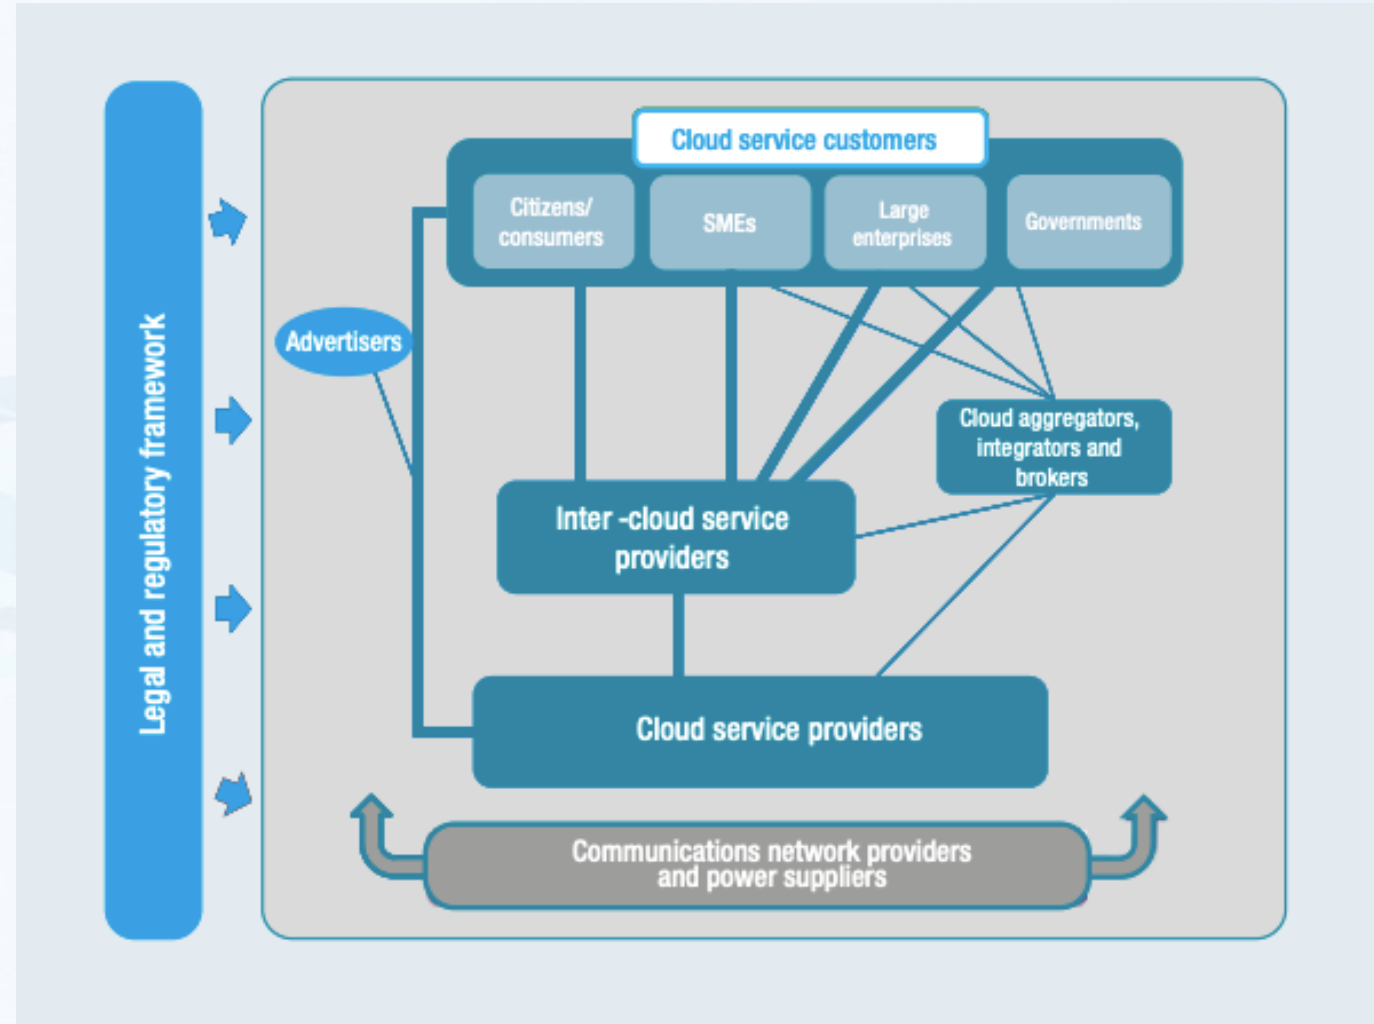 Cloud service customers
Citizens/
consumers
SMEs
Large
enterprises
Governments
Advertisers
Legal and regulatory framework
Cloud aggregators,
integrators and
brokers
Inter -cloud service
providers
Cloud service providers
Communications network providers
and power suppliers